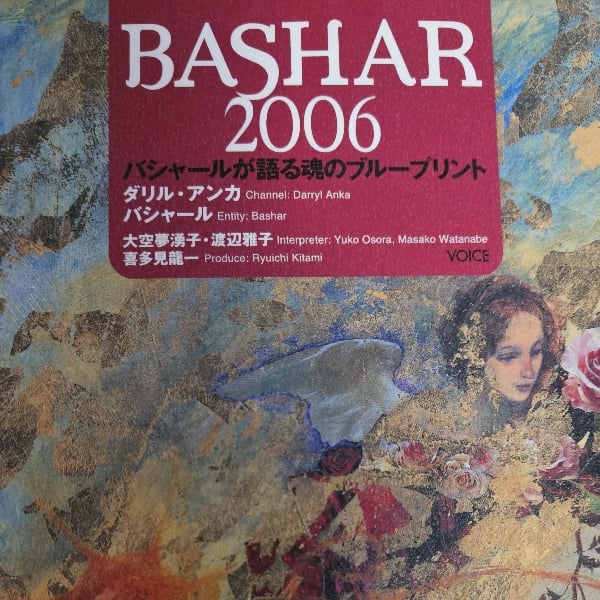 BASHAR
2006
バシャールが語る魂のブループリント
ダリル・アンカ Channel: Darryl Anka
バシャール Entity: Bashar
大空夢湧子・渡辺雅子 Interpreter: Yuko Osora, Masako Watanabe
喜多見龍一 Produce: Ryuichi Kitami
VOICE